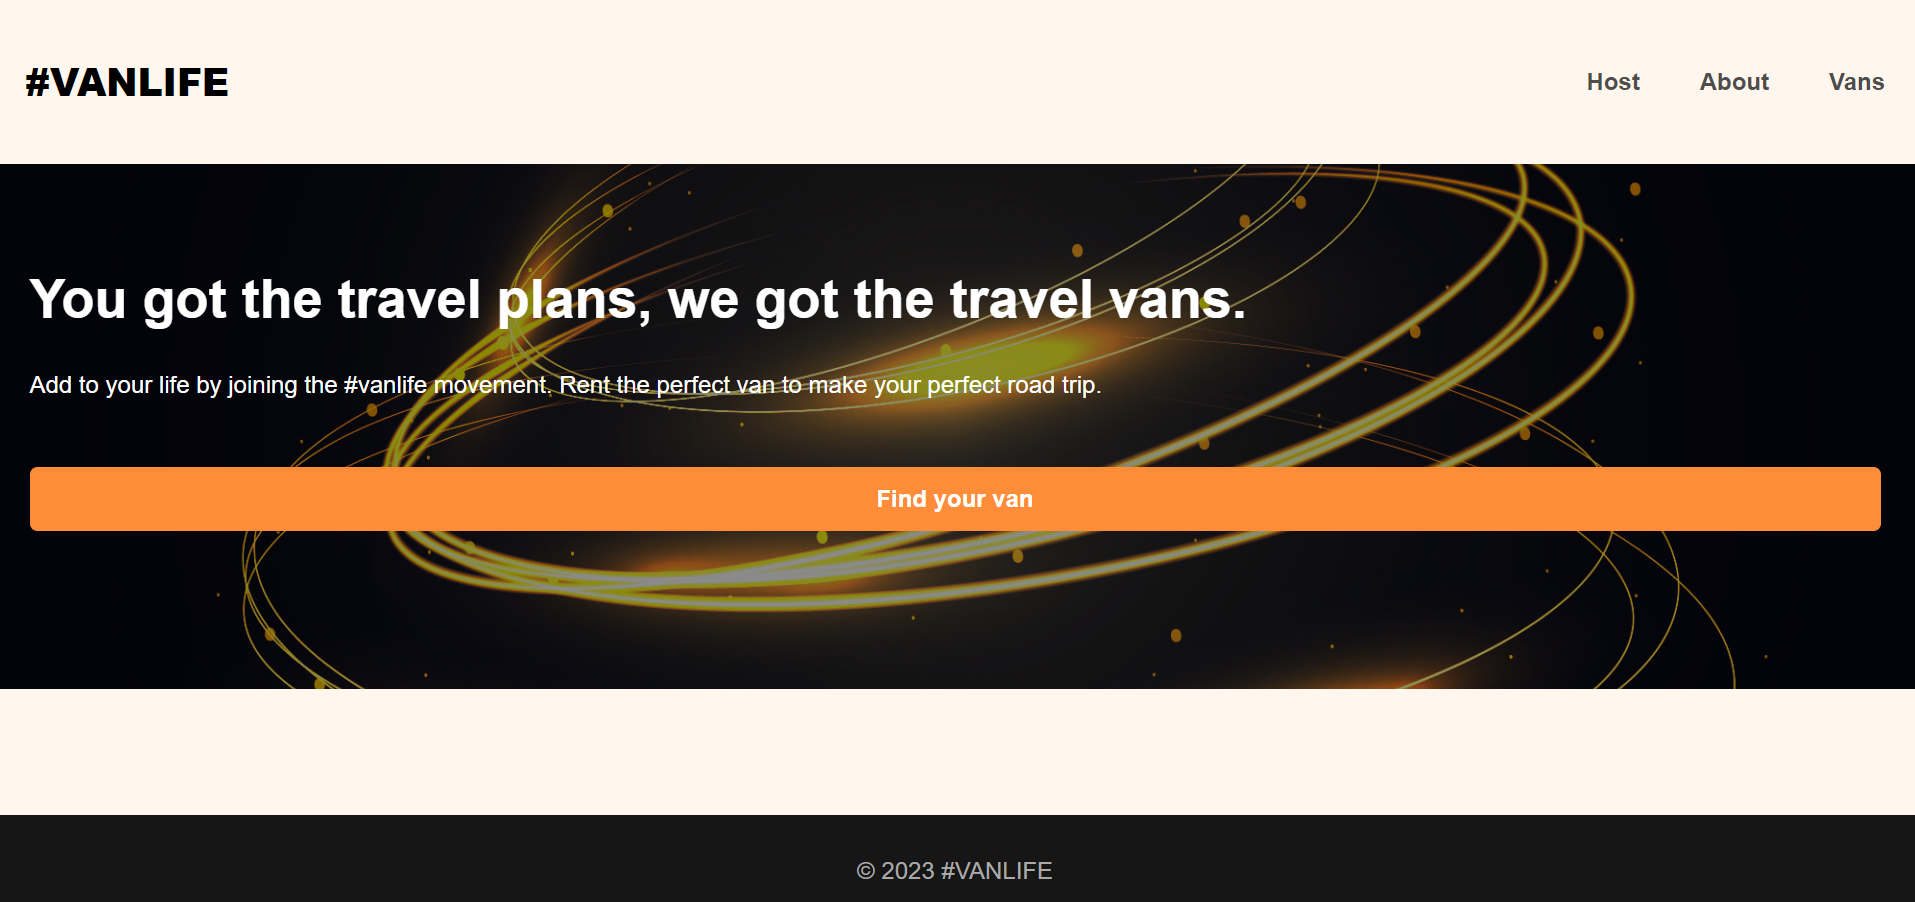 #VANLIFE
Host About Vans
You got the travel plans, we got the travel vans.
Add to your life by joining the #vanlife movement. Rent the perfect van to make your perfect road trip.
Find your van
© 2023 #VANLIFE